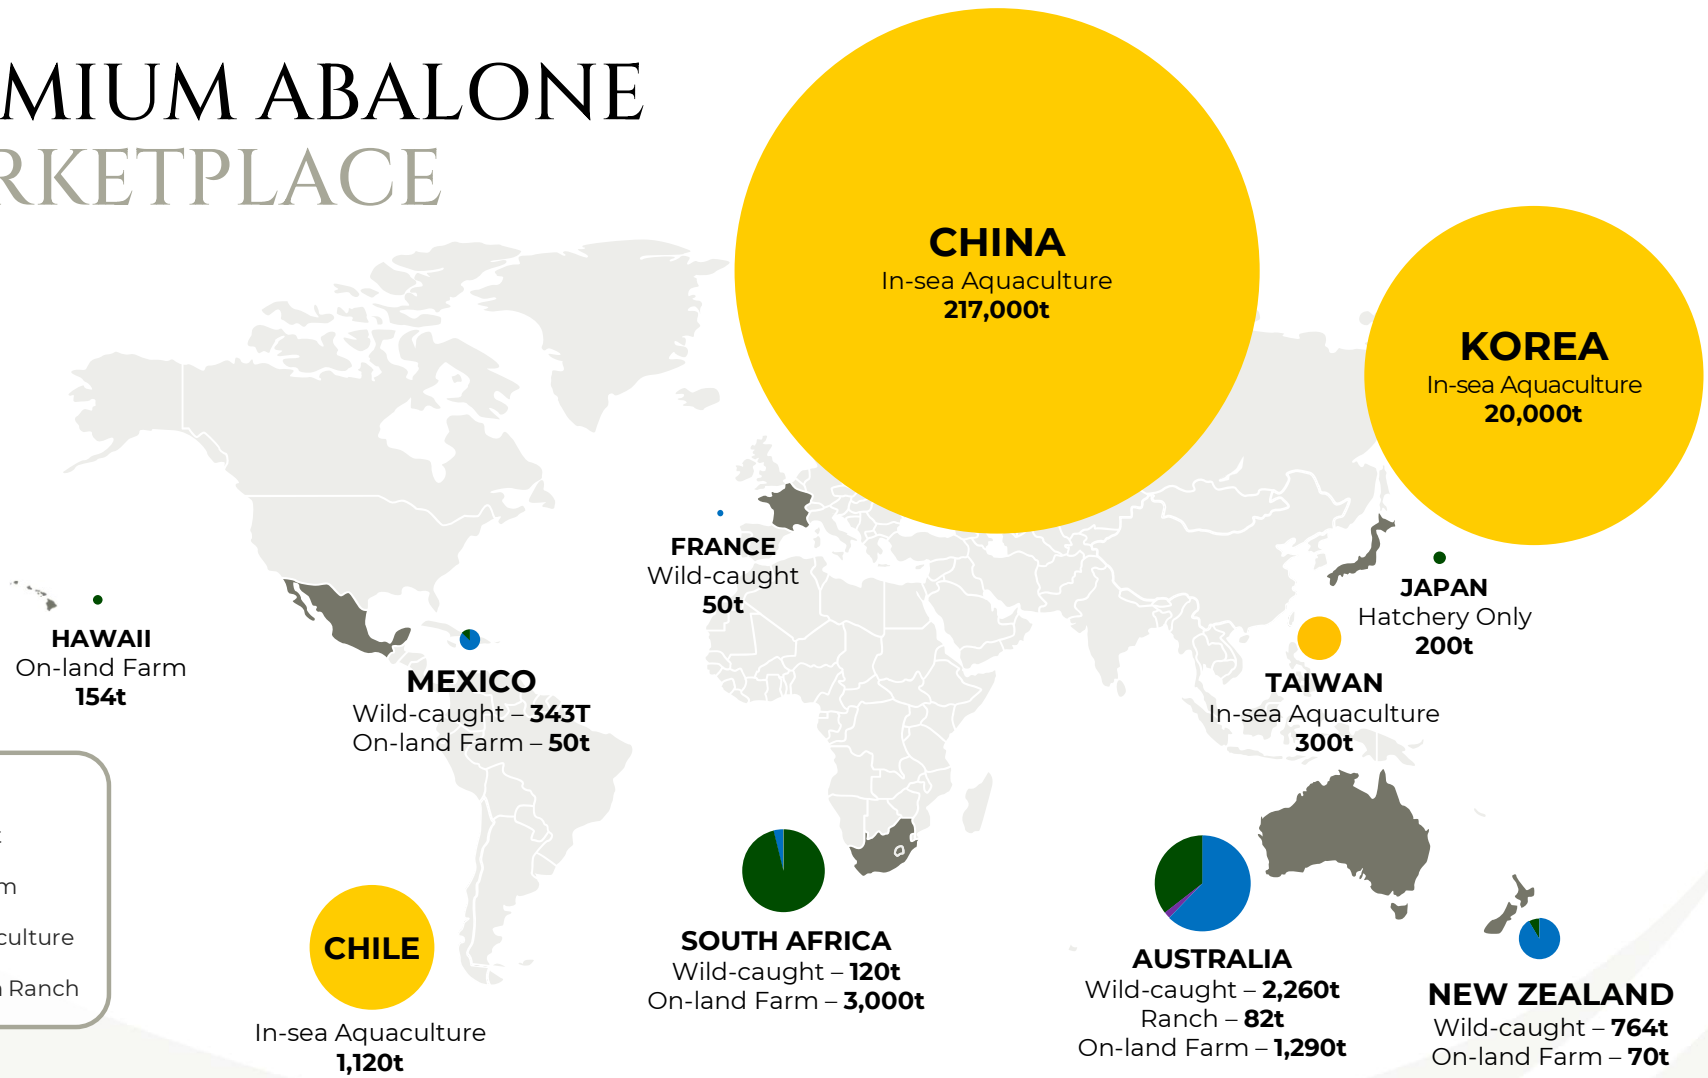 MIUM ABALONE
RKETPLACE
CHINA
In-sea Aquaculture
217,000t
KOREA
In-sea Aquaculture
20,000t
FRANCE
Wild-caught
50t
JAPAN
Hatchery Only
200t
HAWAII
On-land Farm
154t
MEXICO
Wild-caught – 343T
On-land Farm – 50t
TAIWAN
In-sea Aquaculture
300t
culture
Ranch
CHILE
In-sea Aquaculture
1,120t
SOUTH AFRICA
Wild-caught – 120t
On-land Farm – 3,000t
AUSTRALIA
Wild-caught – 2,260t
Ranch – 82t
On-land Farm – 1,290t
NEW ZEALAND
Wild-caught – 764t
On-land Farm – 70t